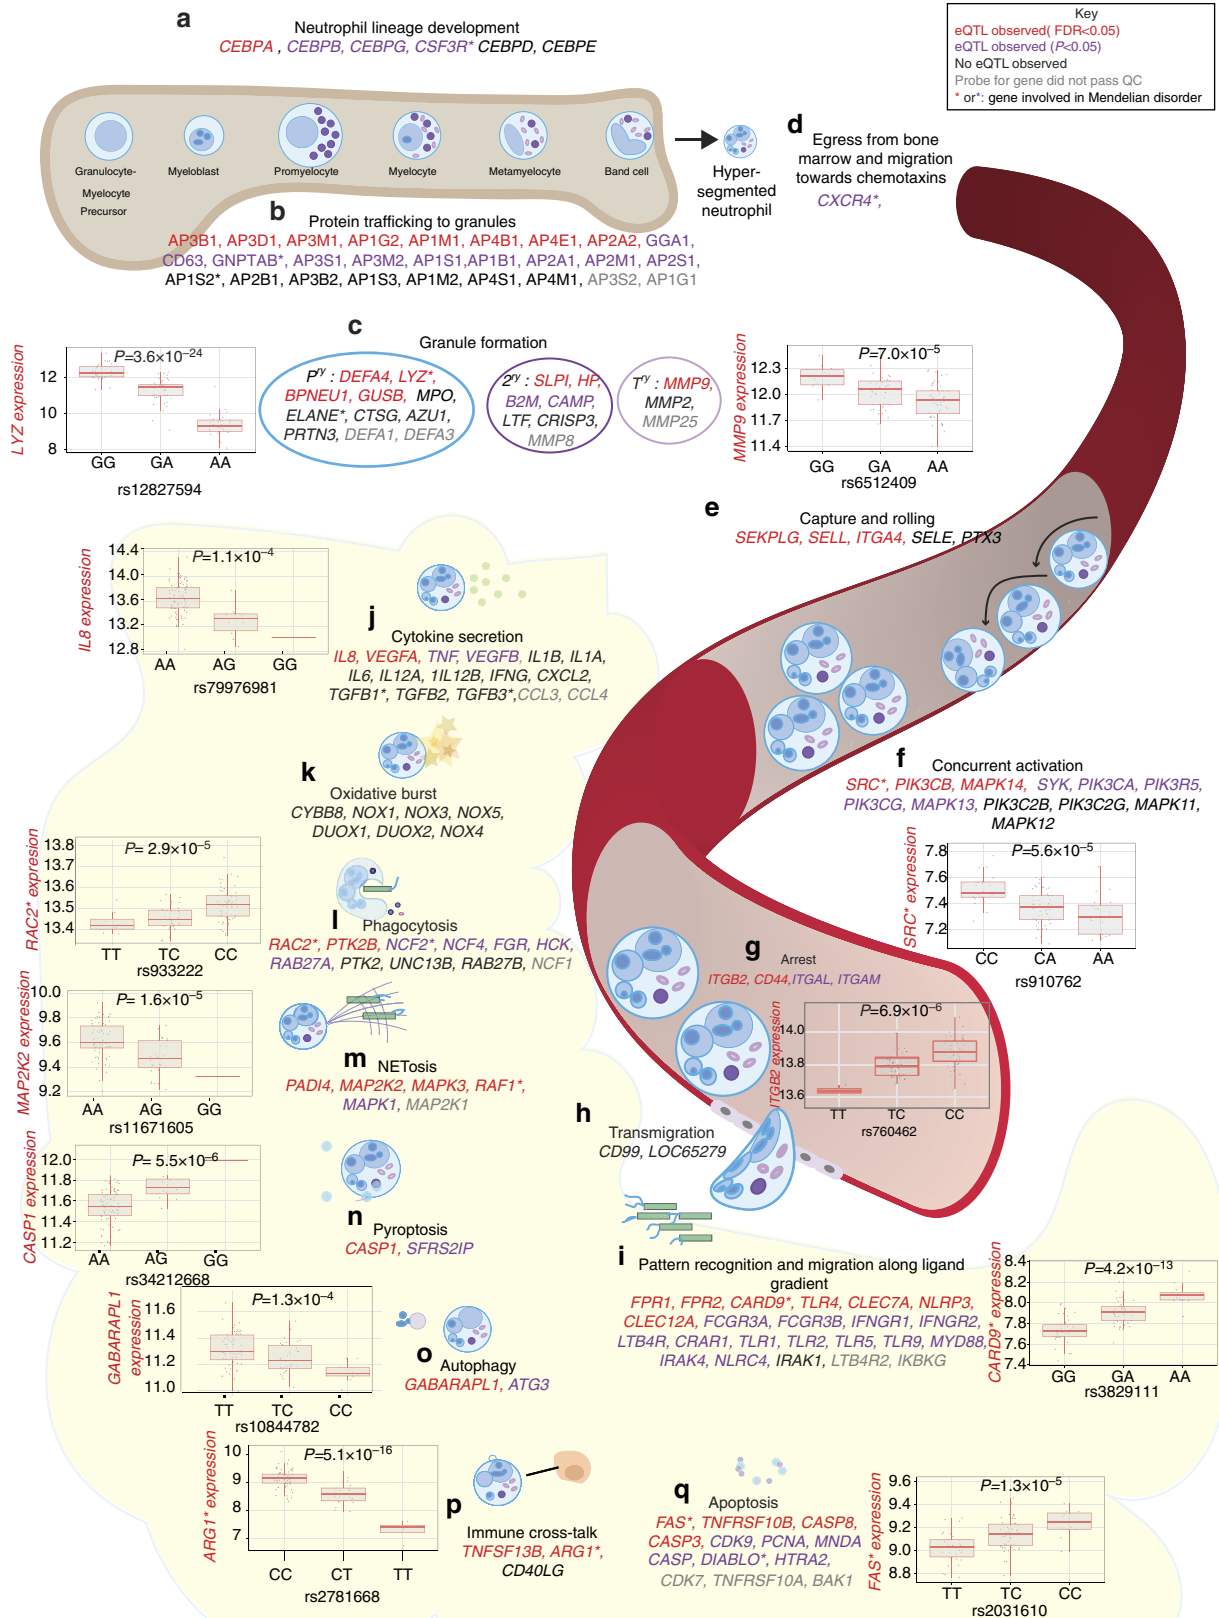 a
Neutrophil lineage development
CEBPA , CEBPB, CEBPG, CSF3R* CEBPD, CEBPE
Key
eQTL observed( FDR<0.05)
eQTL observed (P<0.05)
No eQTL observed
Probe for gene did not pass QC
* or*: gene involved in Mendelian disorder
Granulocyte-
Myelocyte
Precursor
Myeloblast
Promyelocyte
Myelocyte
Metamyelocyte
Band cell
Hyper-
segmented
neutrophil
d
Egress from bone
marrow and migration
towards chemotaxins
CXCR4*,
b
Protein trafficking to granules
AP3B1, AP3D1, AP3M1, AP1G2, AP1M1, AP4B1, AP4E1, AP2A2, GGA1,
CD63, GNPTAB*, AP3S1, AP3M2, AP1S1,AP1B1, AP2A1, AP2M1, AP2S1,
AP1S2*, AP2B1, AP3B2, AP1S3, AP1M2, AP4S1, AP4M1, AP3S2, AP1G1
c
Granule formation
LYZ expression
P=3.6×10−24
12
10
8
GG GA AA
rs12827594
Pry : DEFA4, LYZ*,
BPNEU1, GUSB, MPO,
ELANE*, CTSG, AZU1,
PRTN3, DEFA1, DEFA3
2ry : SLPI, HP,
B2M, CAMP,
LTF, CRISP3,
MMP8
Try : MMP9,
MMP2,
MMP25
MMP9 expression
P=7.0×10−5
12.3
12.0
11.7
11.4
GG GA AA
rs6512409
e
Capture and rolling
SEKPLG, SELL, ITGA4, SELE, PTX3
IL8 expression
P=1.1×10−4
14.4
14.0
13.6
13.2
12.8
AA AG GG
rs79976981
j
Cytokine secretion
IL8, VEGFA, TNF, VEGFB, IL1B, IL1A,
IL6, IL12A, 1IL12B, IFNG, CXCL2,
TGFB1*, TGFB2, TGFB3*,CCL3, CCL4
k
Oxidative burst
CYBB8, NOX1, NOX3, NOX5,
DUOX1, DUOX2, NOX4
f
Concurrent activation
SRC*, PIK3CB, MAPK14, SYK, PIK3CA, PIK3R5,
PIK3CG, MAPK13, PIK3C2B, PIK3C2G, MAPK11,
MAPK12
SRC* expression
P=5.6×10−5
7.8
7.6
7.4
7.2
CC CA AA
rs910762
RAC2* expression
P= 2.9×10−5
13.8
13.7
13.6
13.5
13.4
TT TC CC
rs933222
l
Phagocytosis
RAC2*, PTK2B, NCF2*, NCF4, FGR, HCK,
RAB27A, PTK2, UNC13B, RAB27B, NCF1
g
Arrest
ITGB2, CD44,ITGAL, ITGAM
ITGB2 expression
P=6.9×10−6
14.0
13.8
13.6
TT TC CC
rs760462
MAP2K2 expression
P= 1.6×10−5
10.0
9.8
9.6
9.4
9.2
AA AG GG
rs11671605
m
NETosis
PADI4, MAP2K2, MAPK3, RAF1*,
MAPK1, MAP2K1
h
Transmigration
CD99, LOC65279
CASP1 expression
P= 5.5×10−6
12.0
11.8
11.6
11.4
11.2
AA AG GG
rs34212668
n
Pyroptosis
CASP1, SFRS2IP
i
Pattern recognition and migration along ligand
gradient
FPR1, FPR2, CARD9*, TLR4, CLEC7A, NLRP3,
CLEC12A, FCGR3A, FCGR3B, IFNGR1, IFNGR2,
LTB4R, CRAR1, TLR1, TLR2, TLR5, TLR9, MYD88,
IRAK4, NLRC4, IRAK1, LTB4R2, IKBKG
CARD9* expression
P=4.2×10−13
8.4
8.2
8.0
7.8
7.6
7.4
GG GA AA
rs3829111
GABARAPL1
expression
P=1.3×10−4
11.6
11.4
11.2
11.0
TT TC CC
rs10844782
o
Autophagy
GABARAPL1, ATG3
ARG1* expression
P=5.1×10−16
10
9
8
7
CC CT TT
rs2781668
p
Immune cross-talk
TNFSF13B, ARG1*,
CD40LG
q
Apoptosis
FAS*, TNFRSF10B, CASP8,
CASP3, CDK9, PCNA, MNDA
CASP, DIABLO*, HTRA2,
CDK7, TNFRSF10A, BAK1
FAS* expression
P=1.3×10−5
9.6
9.4
9.2
9.0
8.8
TT TC CC
rs2031610